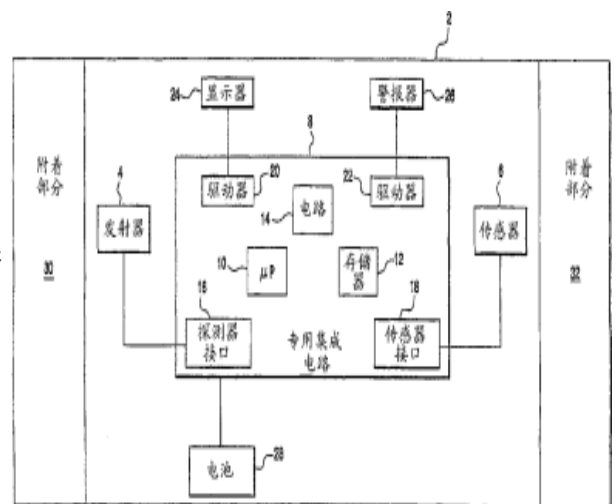 2
24
显示器
警报器
26
8
附着
部分
30
4
发射器
驱动器
20
22
驱动器
14
电路
6
传感器
附着
部分
32
10
μP
存储
器
12
16
探测器
接口
18
传感器
接口
专用集成
电路
电池
28